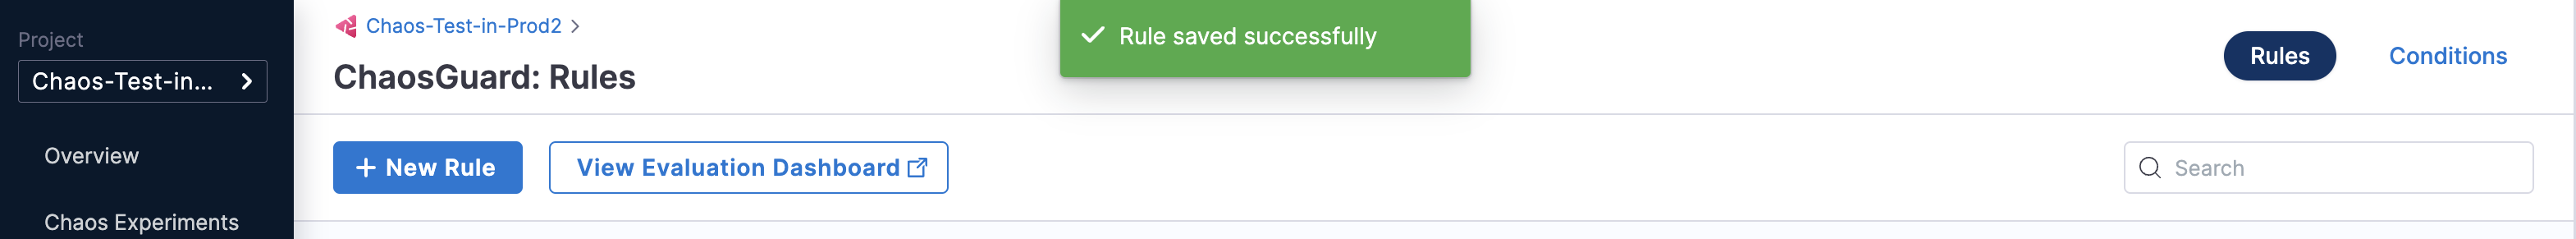 Project
Chaos-Test-in...
Overview
Chaos Experiments
Chaos-Test-in-Prod2
ChaosGuard: Rules
Rule saved successfully
Rules
Conditions
+ New Rule
View Evaluation Dashboard
Search